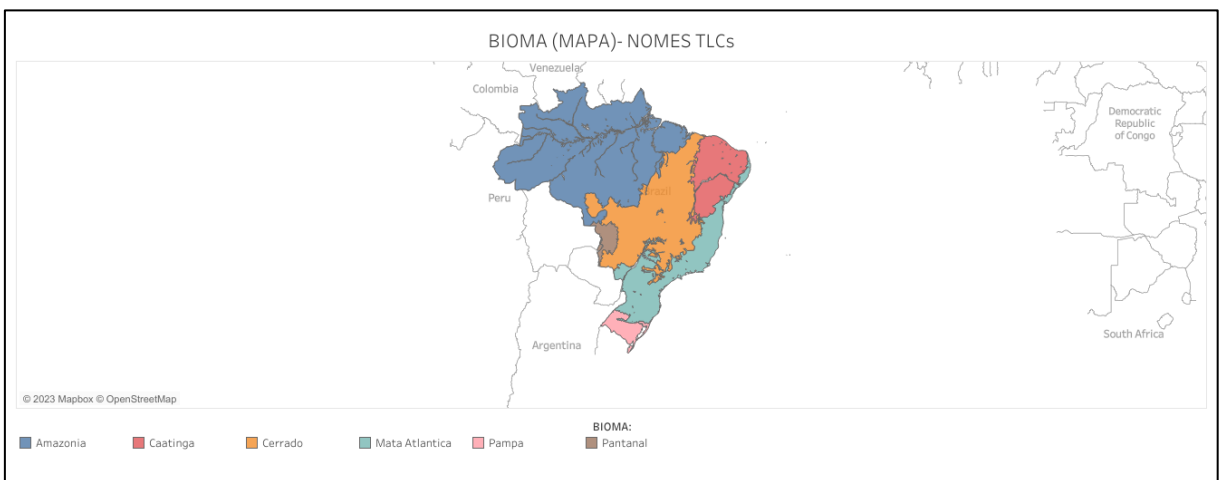 BIOMA (MAPA)- NOMES TLCs
Venezuela
Colombia
Democratic
Republic
of Congo
Brazil
Peru
South Africa
Argentina
© 2023 Mapbox © OpenStreetMap
BIOMA:
Amazonia
Caatinga
Cerrado
Mata Atlantica
Pampa
Pantanal